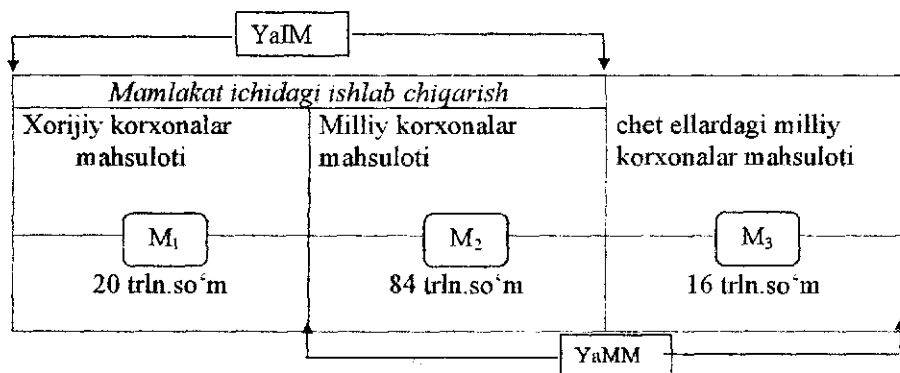 YaIM
Mamlakat ichidagi ishlab chiqarish
Xorijiy korxonalar
mahsuloti
Milliy korxonalar
mahsuloti
chet ellardagi milliy
korxonalar mahsuloti
M₁
M₂
M₃
20 trln.so‘m
84 trln.so‘m
16 trln.so‘m
YaMM